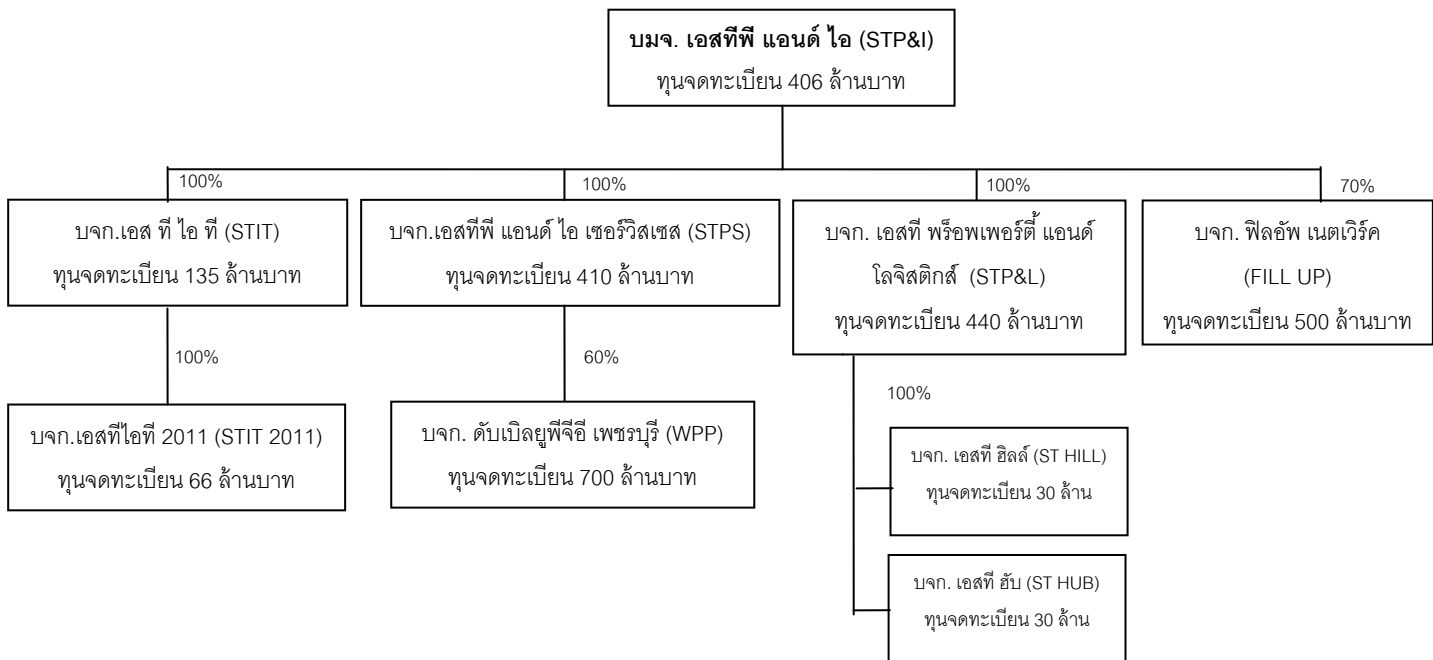 บมจ. เอสทีพี แอนด์ ไอ (STP&I)
ทุนจดทะเบียน 406 ล้านบาท
100%
100%
100%
70%
บจก.เอส ที ไอ ที (STIT)
ทุนจดทะเบียน 135 ล้านบาท
บจก.เอสทีพี แอนด์ ไอ เซอร์วิสเซส (STPS)
ทุนจดทะเบียน 410 ล้านบาท
บจก. เอสที พร็อพเพอร์ตี้ แอนด์
โลจิสติกส์ (STP&L)
ทุนจดทะเบียน 440 ล้านบาท
บจก. ฟิลอัพ เนตเวิร์ค
(FILL UP)
ทุนจดทะเบียน 500 ล้านบาท
100%
60%
100%
บจก.เอสทีไอที 2011 (STIT 2011)
ทุนจดทะเบียน 66 ล้านบาท
บจก. ดับเบิลยูพีจีอี เพชรบุรี (WPP)
ทุนจดทะเบียน 700 ล้านบาท
บจก. เอสที ฮิลล์ (ST HILL)
ทุนจดทะเบียน 30 ล้าน
บจก. เอสที ฮับ (ST HUB)
ทุนจดทะเบียน 30 ล้าน